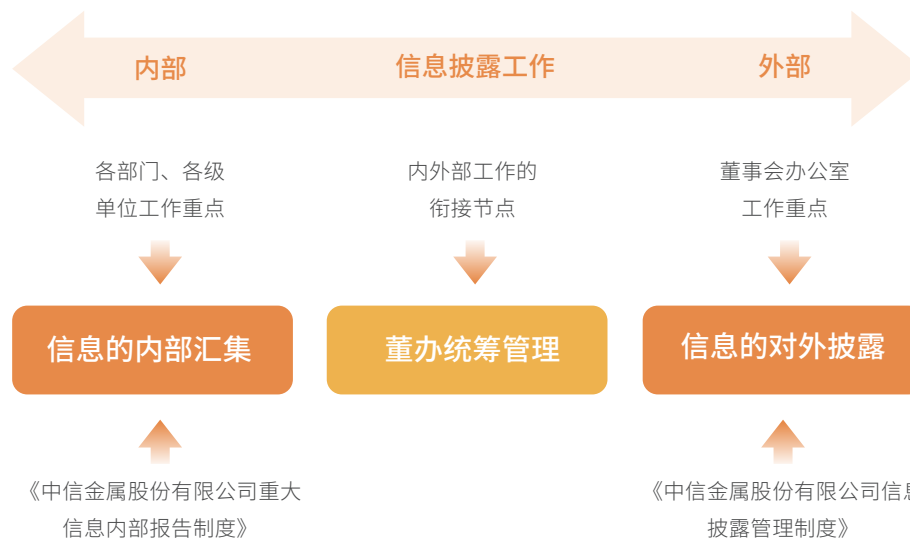 内部
信息披露工作
外部
各部门、各级
单位工作重点
内外部工作的
衔接节点
董事会办公室
工作重点
信息的内部汇集
董办统筹管理
信息的对外披露
《中信金属股份有限公司重大
信息内部报告制度》
《中信金属股份有限公司信息
披露管理制度》